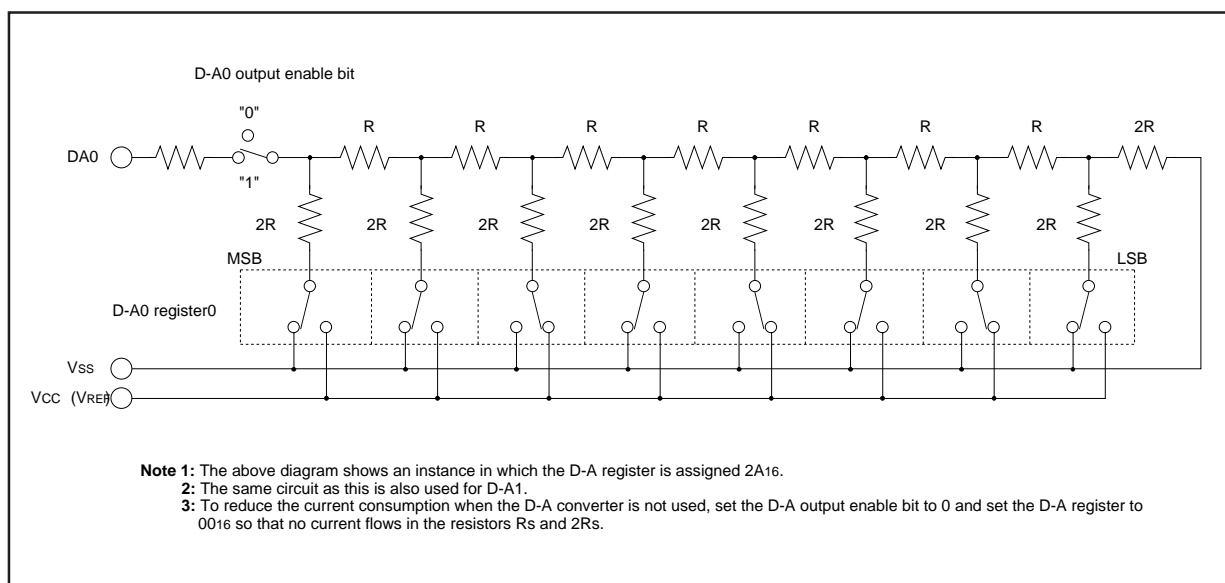 D-A0 output enable bit
"0"
R R R R R R R 2R
DA0
"1"
2R 2R 2R 2R 2R 2R 2R 2R
MSB LSB
D-A0 register0
VSS
VCC (VREF)
Note 1: The above diagram shows an instance in which the D-A register is assigned 2A16.
2: The same circuit as this is also used for D-A1.
3: To reduce the current consumption when the D-A converter is not used, set the D-A output enable bit to 0 and set the D-A register to
0016 so that no current flows in the resistors Rs and 2Rs.